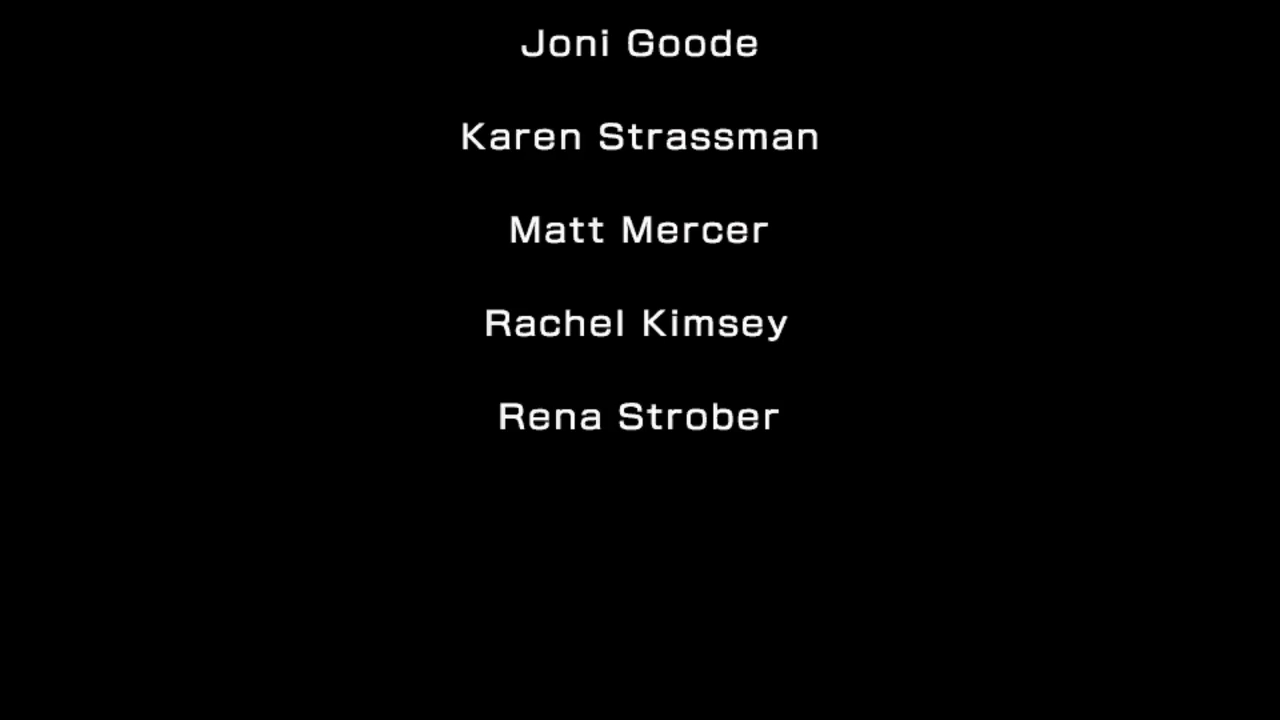 Joni Goode
Karen Strassman
Matt Mercer
Rachel Kimsey
Rena Strober